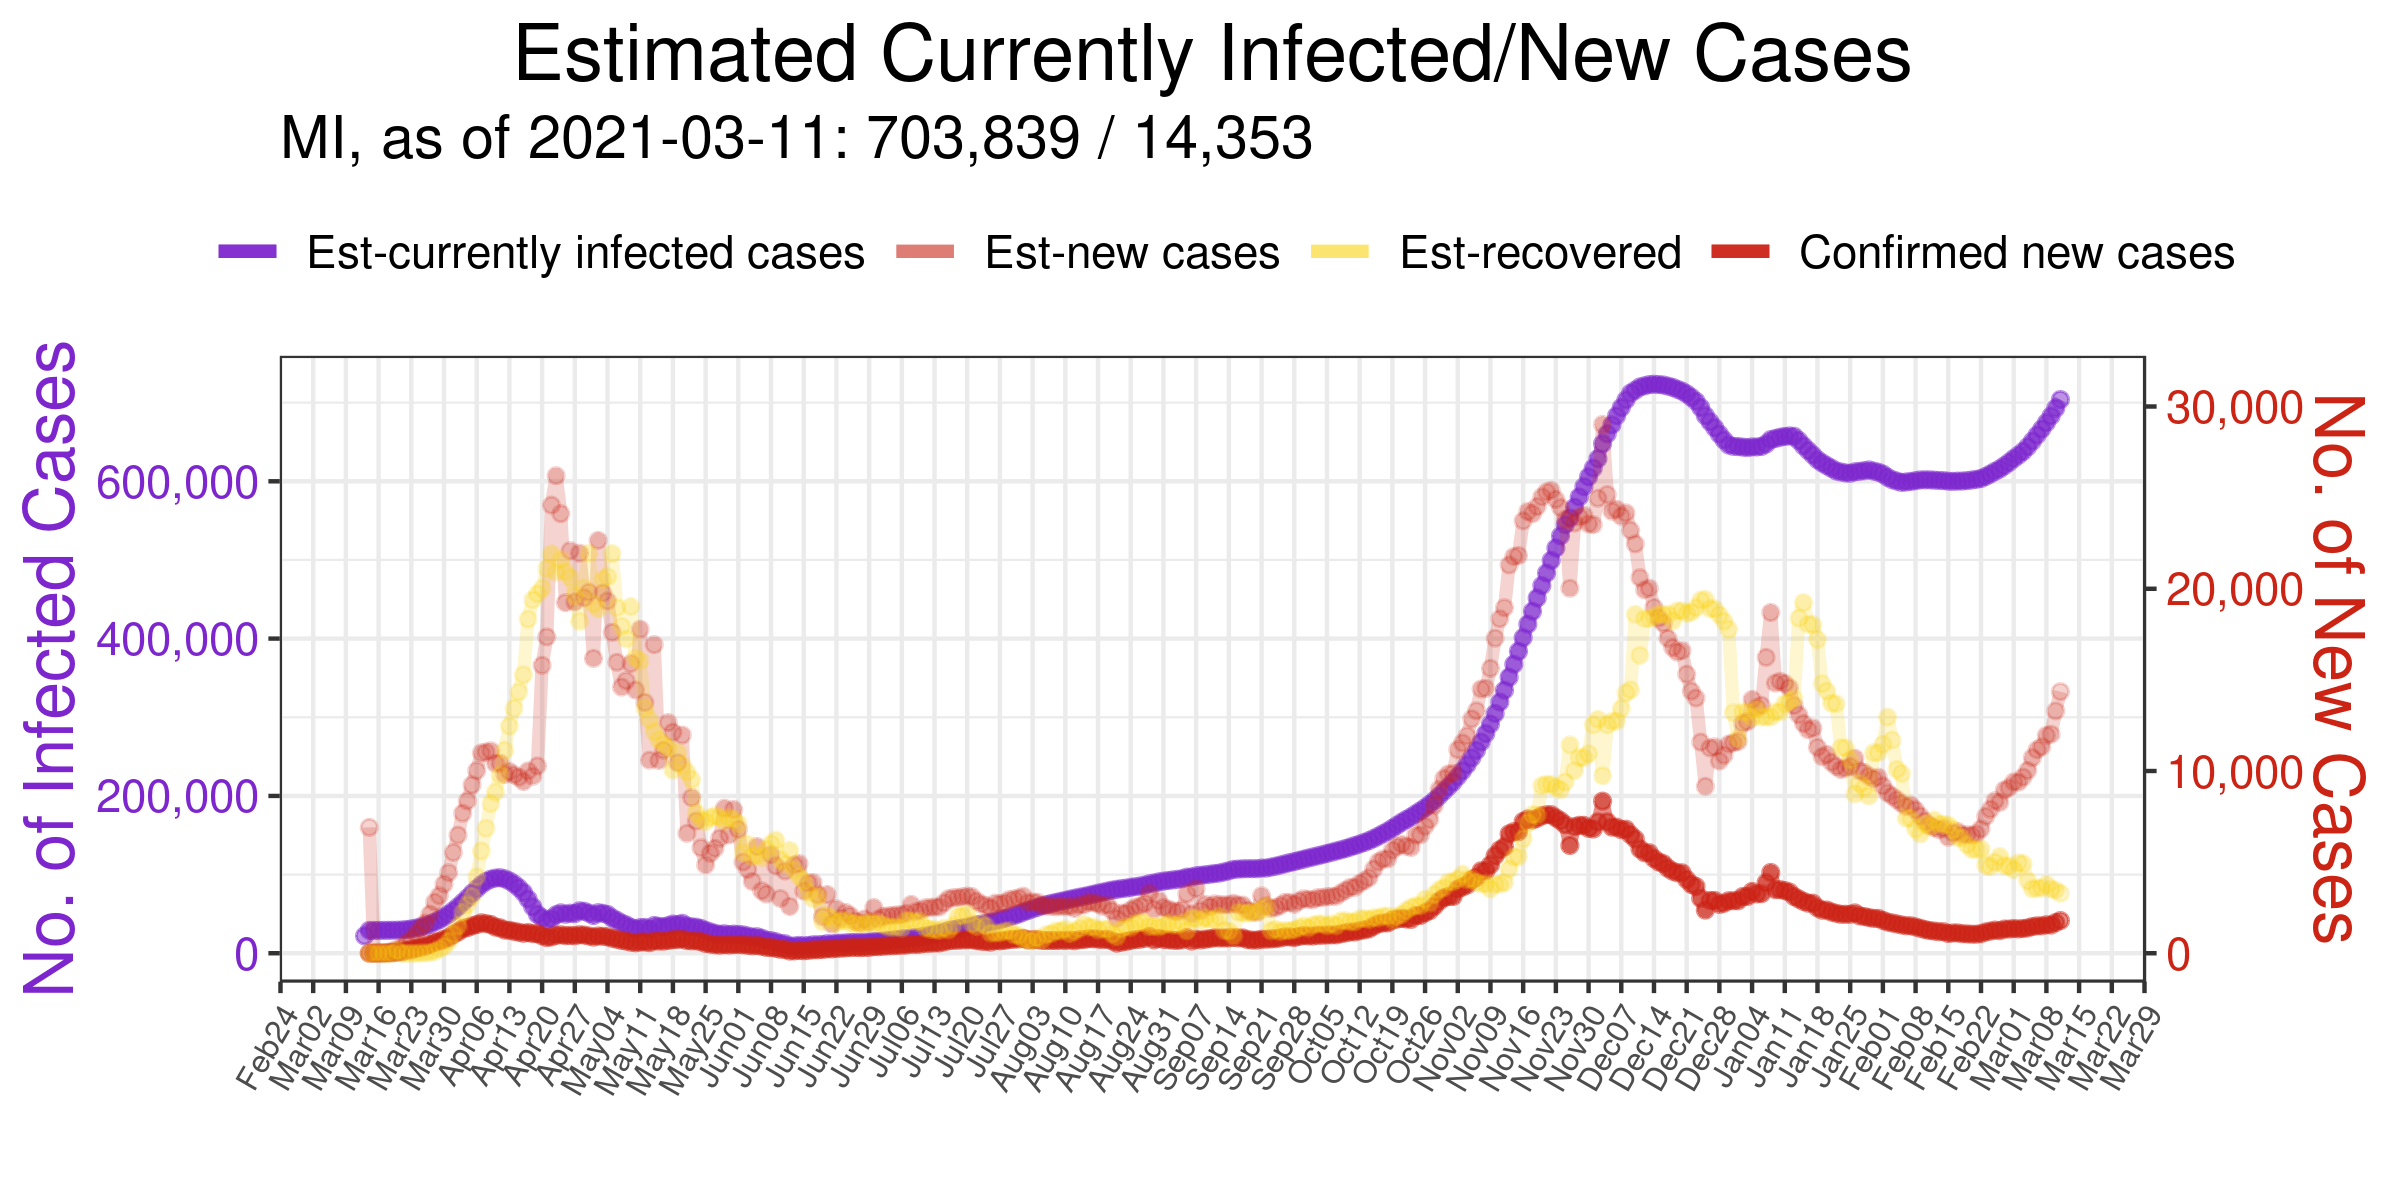 Estimated Currently Infected/New Cases
MI, as of 2021-03-11: 703,839 / 14,353
Est-currently infected cases
Est-new cases
Est-recovered
Confirmed new cases
No. of Infected Cases
600,000
400,000
200,000
0
30,000
20,000
10,000
0
No. of New Cases
Feb24
Mar02
Mar09
Mar16
Mar23
Mar30
Apr06
Apr13
Apr20
Apr27
May04
May11
May18
May25
Jun01
Jun08
Jun15
Jun22
Jun29
Jul06
Jul13
Jul20
Jul27
Aug03
Aug10
Aug17
Aug24
Aug31
Sep07
Sep14
Sep21
Sep28
Oct05
Oct12
Oct19
Oct26
Nov02
Nov09
Nov16
Nov23
Nov30
Dec07
Dec14
Dec21
Dec28
Jan04
Jan11
Jan18
Jan25
Feb01
Feb08
Feb15
Feb22
Mar01
Mar08
Mar15
Mar22
Mar29